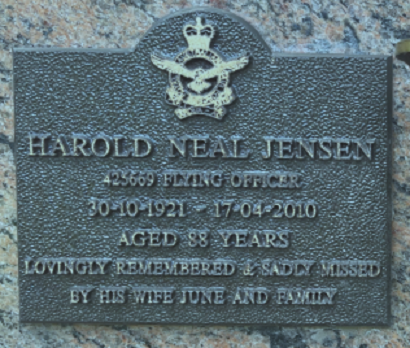 HAROLD NEAL JENSEN
425669 FLYING OFFICER
30-10-1921 - 17-04-2010
AGED 88 YEARS
LOVINGLY REMEMBERED & SADLY MISSED
BY HIS WIFE JUNE AND FAMILY